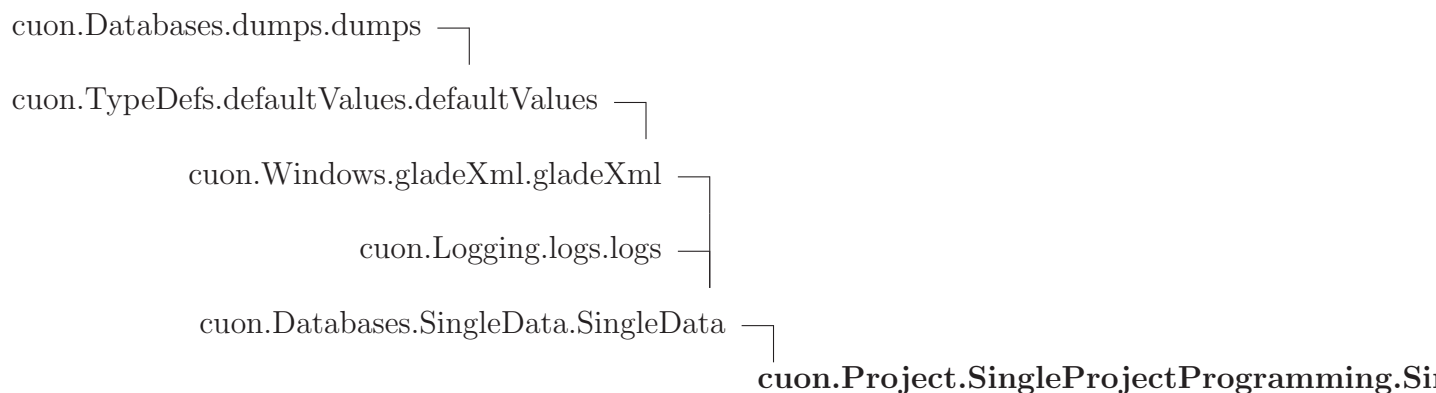 cuon.Databases.dumps.dumps
cuon.TypeDefs.defaultValues.defaultValues
cuon.Windows.gladeXml.gladeXml
cuon.Logging.logs.logs
cuon.Databases.SingleData.SingleData
cuon.Project.SingleProjectProgramming.